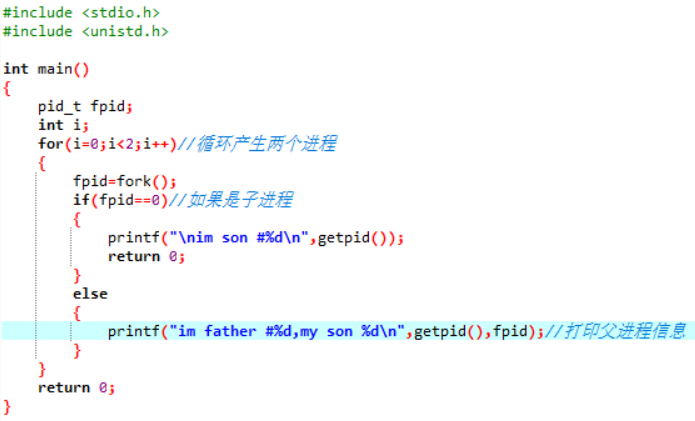 #include <stdio.h>
#include <unistd.h>
int main()
{
pid_t fpid;
int i;
for(i=0;i<2;i++)//循环产生两个进程
{
fpid=fork();
if(fpid==0)//如果是子进程
{
printf("\nim son #%d\n",getpid());
return 0;
}
else
{
printf("im father #%d,my son %d\n",getpid(),fpid);//打印父进程信息
}
}
return 0;
}